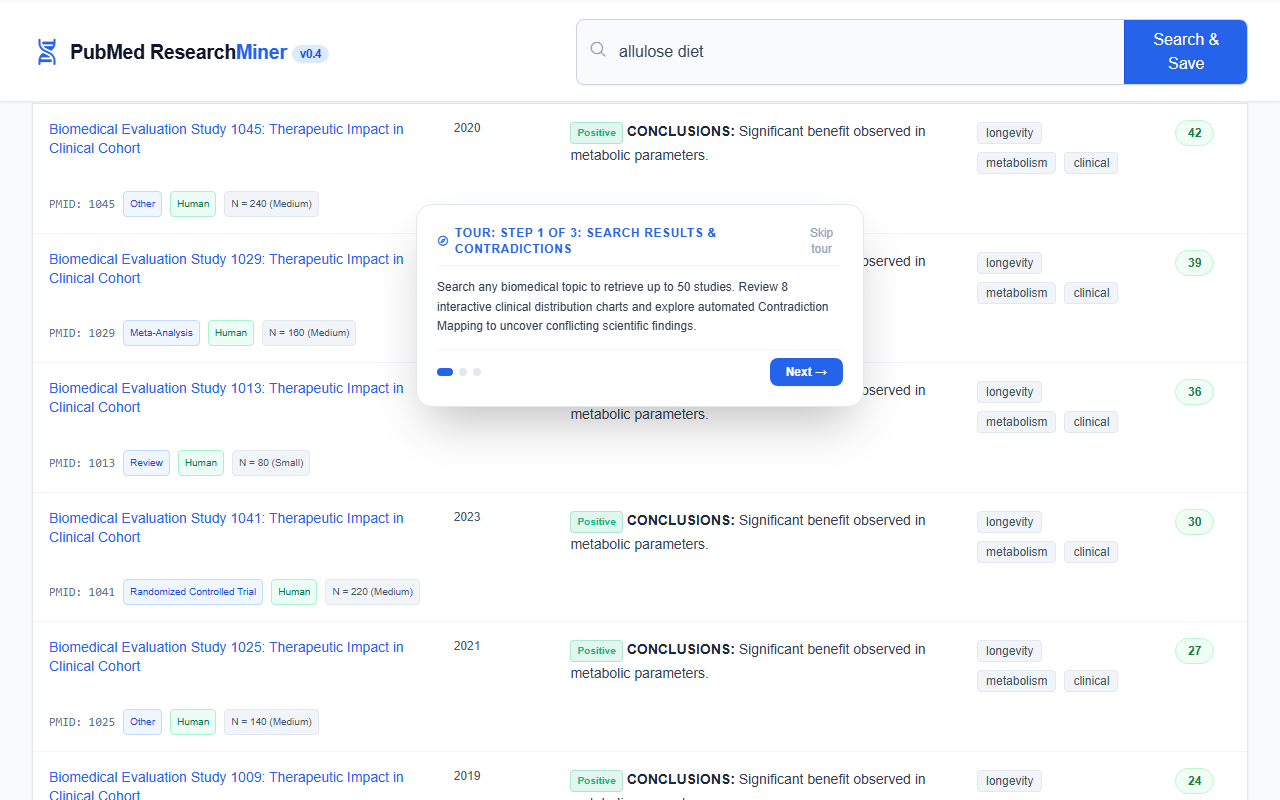 PubMed ResearchMiner v0.4
allulose diet
Search & Save
Biomedical Evaluation Study 1045: Therapeutic Impact in
Clinical Cohort
2020
Positive CONCLUSIONS: Significant benefit observed in
metabolic parameters.
longevity
metabolism clinical
42
PMID: 1045 Other Human N = 240 (Medium)
Biomedical Evaluation Study 1029: Therapeutic Impact in
Clinical Cohort
observed in
longevity
metabolism clinical
39
PMID: 1029 Meta-Analysis Human N = 160 (Medium)
TOUR: STEP 1 OF 3: SEARCH RESULTS &
CONTRADICTIONS
Skip
tour
Search any biomedical topic to retrieve up to 50 studies. Review 8
interactive clinical distribution charts and explore automated Contradiction
Mapping to uncover conflicting scientific findings.
Next →
Biomedical Evaluation Study 1013: Therapeutic Impact in
Clinical Cohort
observed in
metabolic parameters.
longevity
metabolism clinical
36
PMID: 1013 Review Human N = 80 (Small)
Biomedical Evaluation Study 1041: Therapeutic Impact in
Clinical Cohort
2023
Positive CONCLUSIONS: Significant benefit observed in
metabolic parameters.
longevity
metabolism clinical
30
PMID: 1041 Randomized Controlled Trial Human N = 220 (Medium)
Biomedical Evaluation Study 1025: Therapeutic Impact in
Clinical Cohort
2021
Positive CONCLUSIONS: Significant benefit observed in
metabolic parameters.
longevity
metabolism clinical
27
PMID: 1025 Other Human N = 140 (Medium)
Biomedical Evaluation Study 1009: Therapeutic Impact in
Clinical Cohort
2019
Positive CONCLUSIONS: Significant benefit observed in
longevity
24